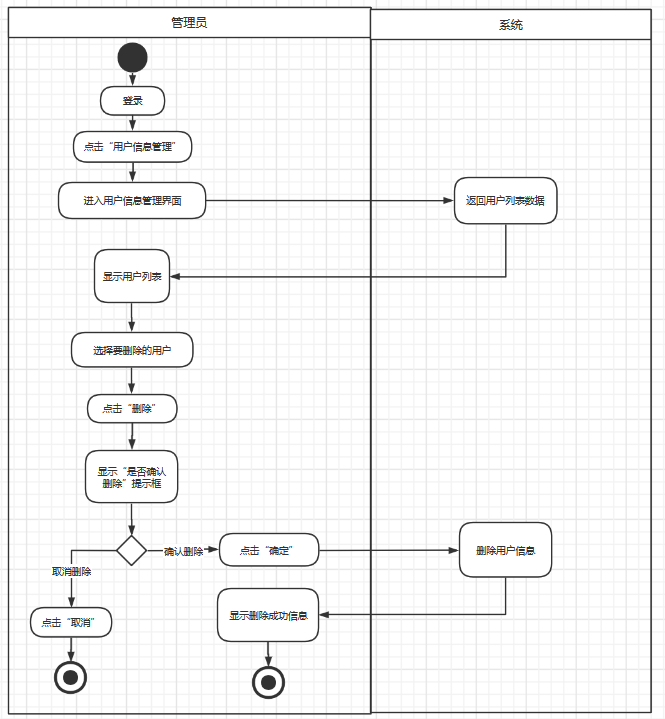 管理员
系统
登录
点击“用户信息管理”
进入用户信息管理界面
返回用户列表数据
显示用户列表
选择要删除的用户
点击“删除”
显示“是否确认
删除”提示框
确认删除
点击“确定”
删除用户信息
取消删除
显示删除成功信息
点击“取消”